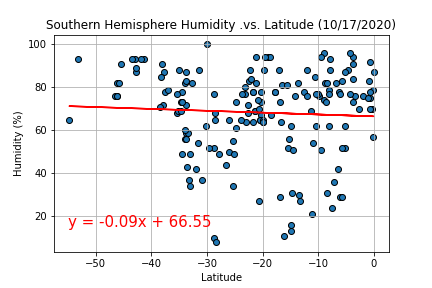 Southern Hemisphere Humidity .vs. Latitude (10/17/2020)
Humidity (%)
100
80
60
40
20
y = -0.09x + 66.55
−50
−40
−30
−20
−10
0
Latitude